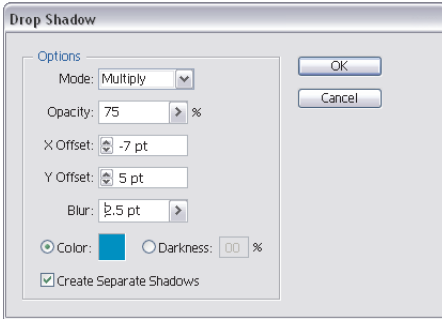 Drop Shadow
Options
Mode: Multiply
OK
Cancel
Opacity: 75 %
X Offset: -7 pt
Y Offset: 5 pt
Blur: 2.5 pt
Color: Darkness: 00 %
Create Separate Shadows